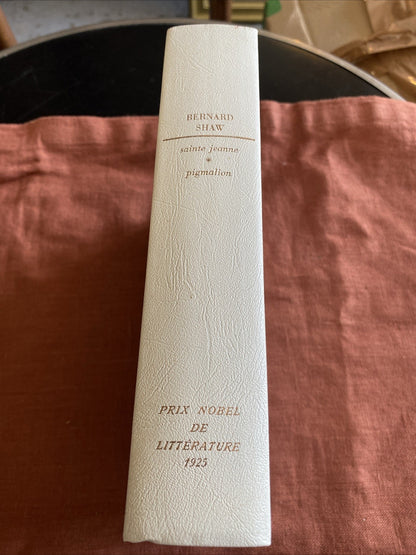 BERNARD
SHAW
sainte jeanne
*
pigmalion
PRIX NOBEL
DE
LITTÉRATURE
1925